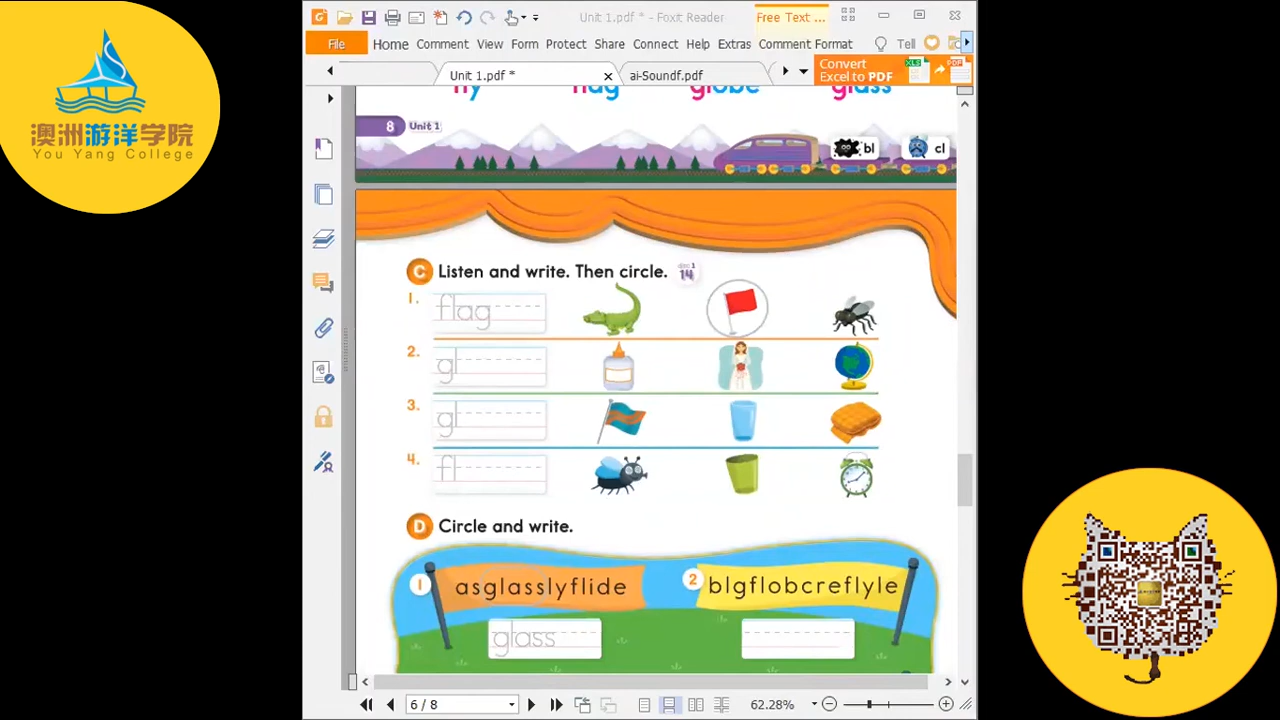 澳洲游洋学院
You Yang College
Unit 1.pdf * - Foxit Reader
Free Text ...
File Home Comment View Form Protect Share Connect Help Extras Comment Format Tell
Unit 1.pdf *
ai-Soundf.pdf
Convert
Excel to PDF
fly flag globe glass
8 Unit 1
bl cl
C Listen and write. Then circle. disc 1 14
1. flag
2. gl
3. gl
4. fl
D Circle and write.
1 asglasslyflide
2 blgflobcreflyle
glass
6 / 8
62.28%